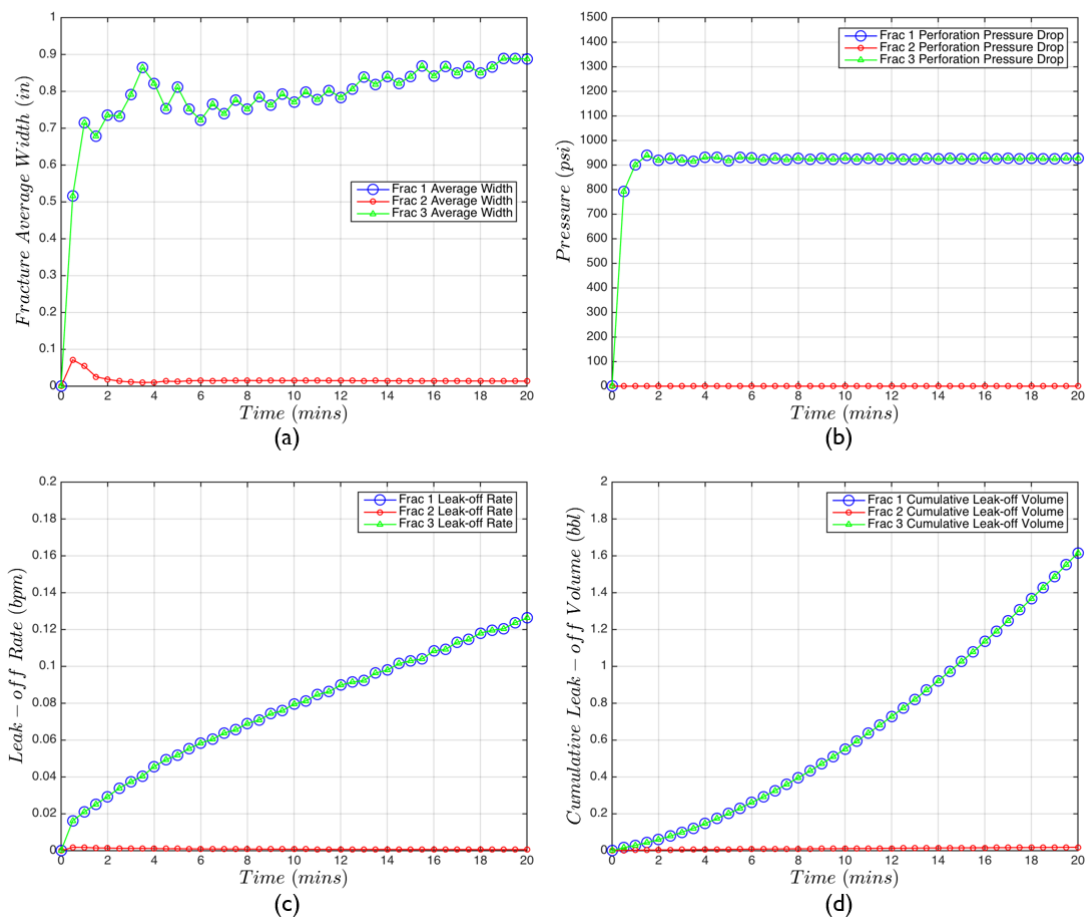 Fracture Average Width (in)
1
0.9
0.8
0.7
0.6
0.5
0.4
0.3
0.2
0.1
0
Frac 1 Average Width
Frac 2 Average Width
Frac 3 Average Width
0 2 4 6 8 10 12 14 16 18 20
Time (mins)
(a)
Pressure (psi)
1500
1400
1300
1200
1100
1000
900
800
700
600
500
400
300
200
100
0
Frac 1 Perforation Pressure Drop
Frac 2 Perforation Pressure Drop
Frac 3 Perforation Pressure Drop
0 2 4 6 8 10 12 14 16 18 20
Time (mins)
(b)
Leak-off Rate (bpm)
0.2
0.18
0.16
0.14
0.12
0.1
0.08
0.06
0.04
0.02
0
Frac 1 Leak-off Rate
Frac 2 Leak-off Rate
Frac 3 Leak-off Rate
0 2 4 6 8 10 12 14 16 18 20
Time (mins)
(c)
Cumulative Leak-off Volume (bbl)
2
1.8
1.6
1.4
1.2
1
0.8
0.6
0.4
0.2
0
Frac 1 Cumulative Leak-off Volume
Frac 2 Cumulative Leak-off Volume
Frac 3 Cumulative Leak-off Volume
0 2 4 6 8 10 12 14 16 18 20
Time (mins)
(d)